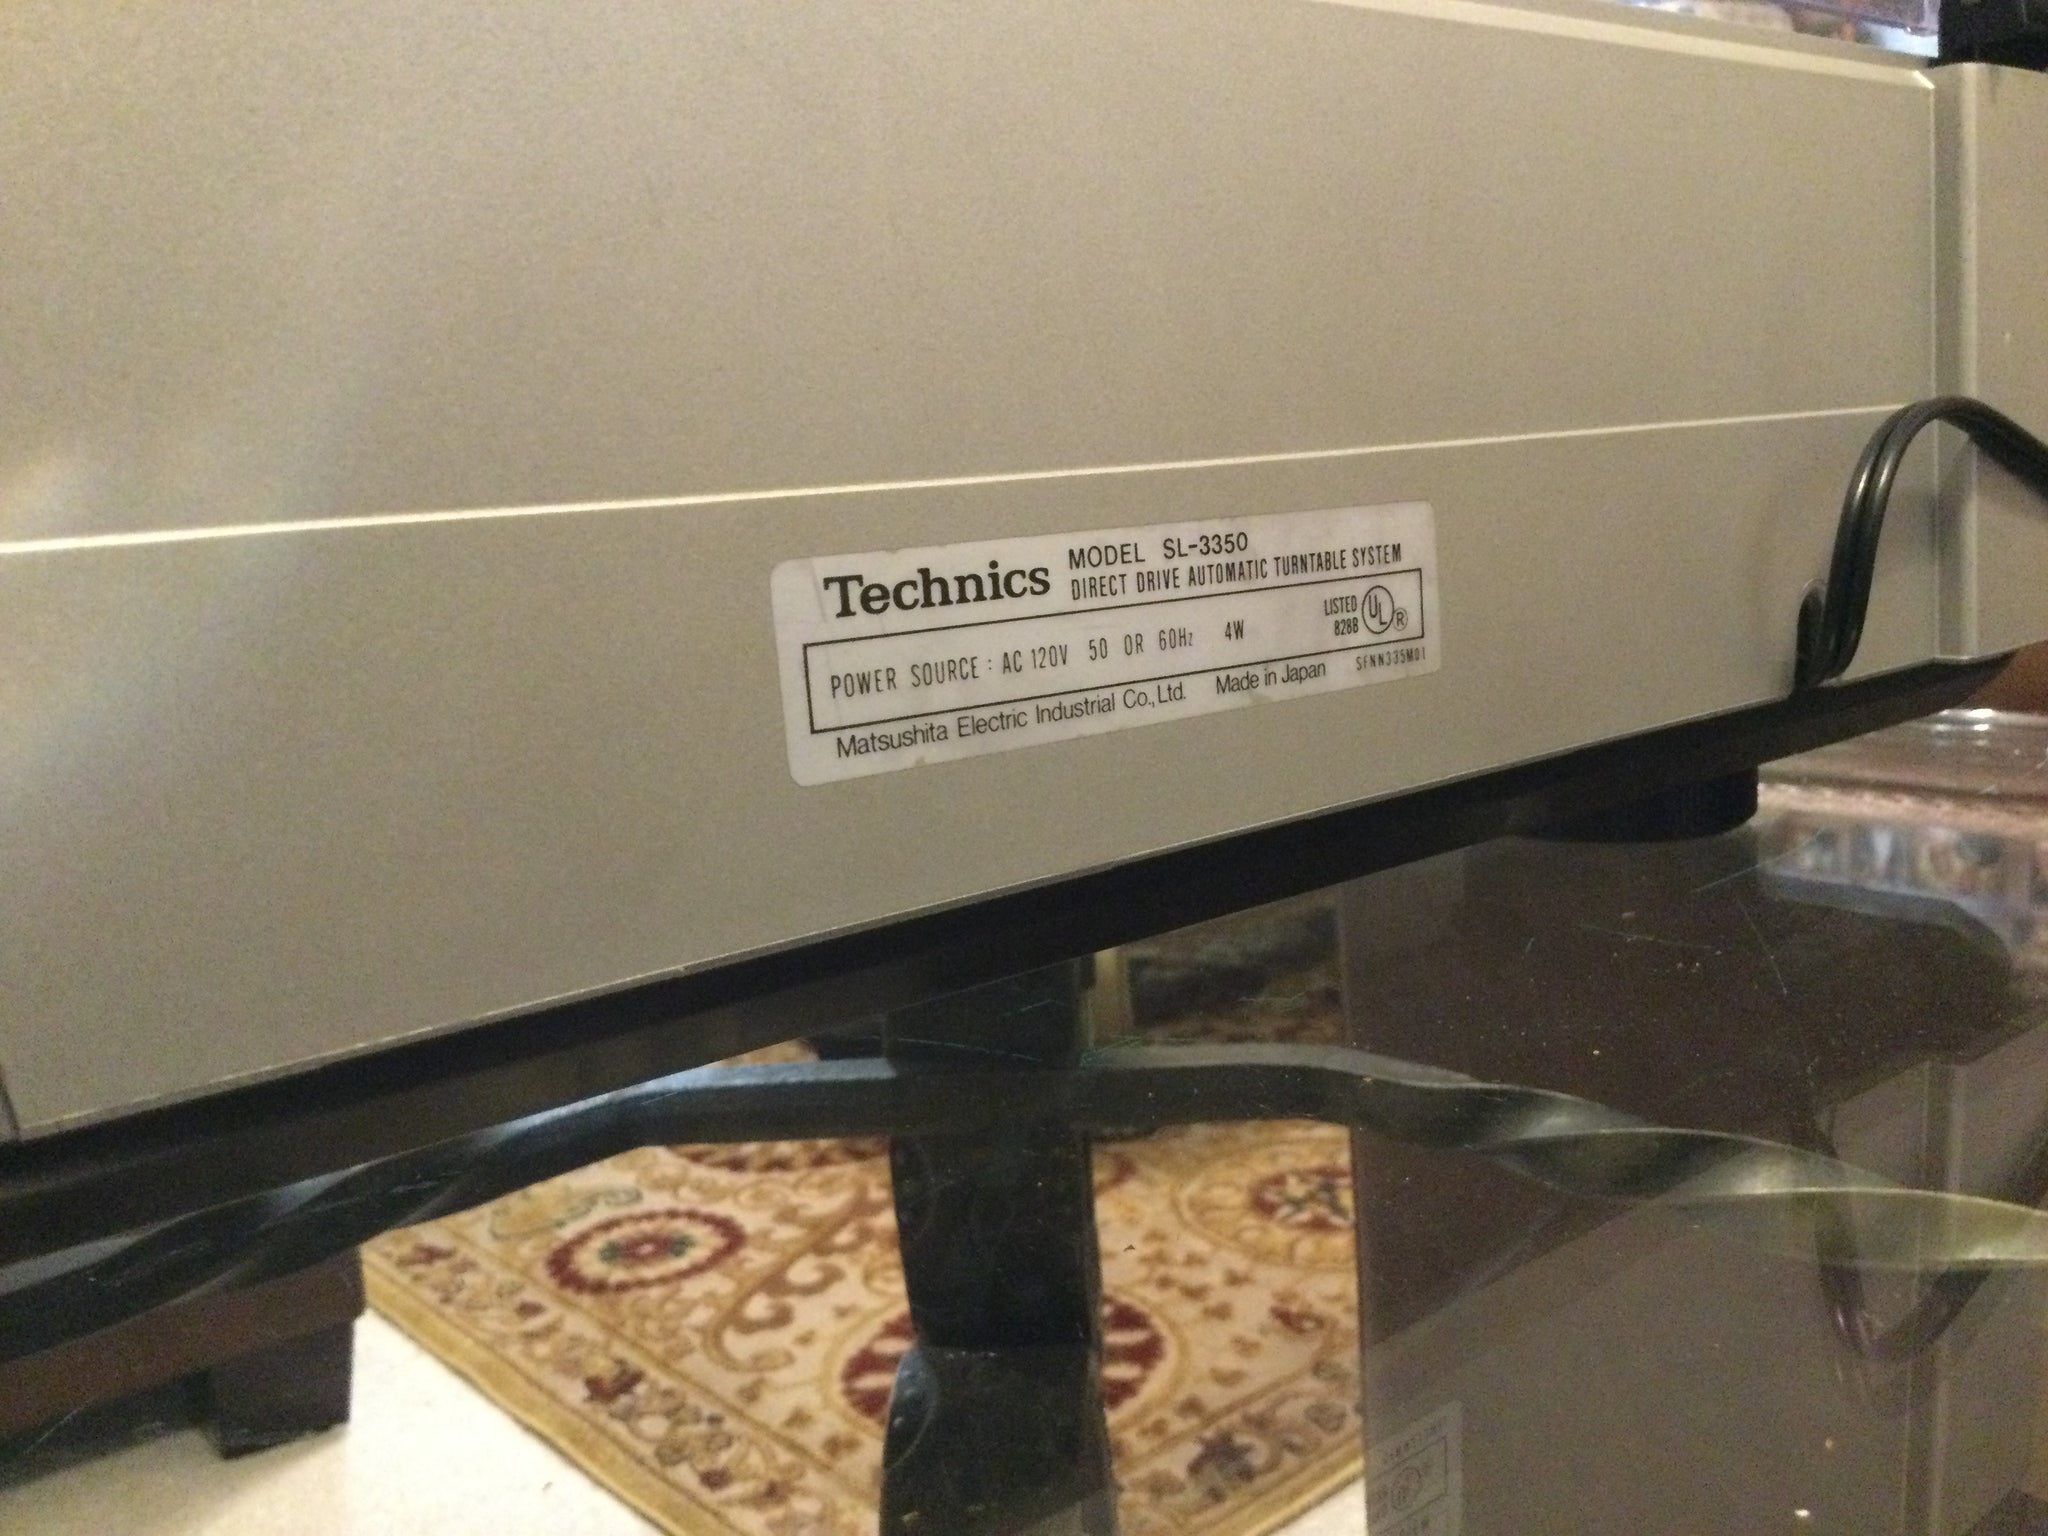 Technics MODEL SL-3350
DIRECT DRIVE AUTOMATIC TURNTABLE SYSTEM
POWER SOURCE : AC 120V 50 OR 60Hz 4W
LISTED
828B
UL ®
Matsushita Electric Industrial Co., Ltd. Made in Japan SFNN335M01